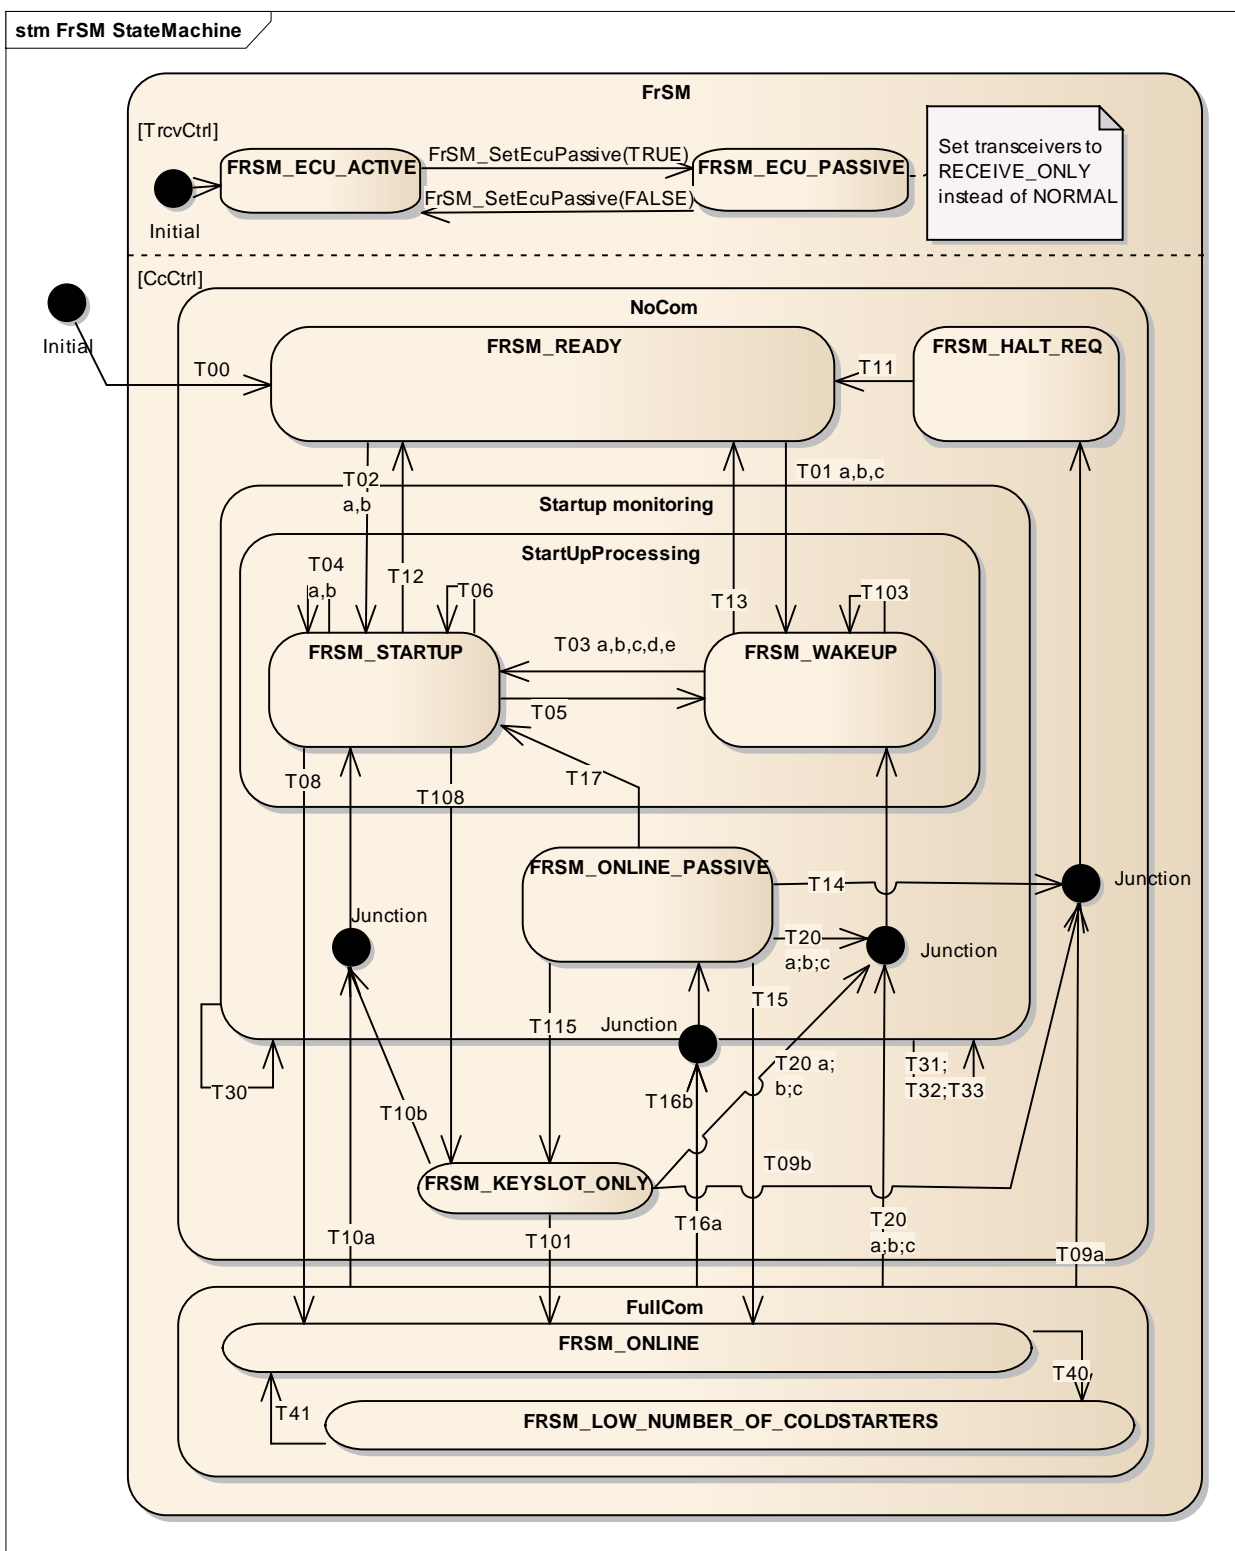 stm FrSM StateMachine
FrSM
[TrcvCtrl]
FRSM_ECU_ACTIVE
FrSM_SetEcuPassive(TRUE)
FRSM_ECU_PASSIVE
Set transceivers to
RECEIVE_ONLY
instead of NORMAL
FrSM_SetEcuPassive(FALSE)
Initial
[CcCtrl]
NoCom
Initial
T00
FRSM_READY
FRSM_HALT_REQ
T11
T02
a,b
T01 a,b,c
Startup monitoring
StartUpProcessing
T04
a,b
T12
T06
T13
T103
FRSM_STARTUP
T03 a,b,c,d,e
FRSM_WAKEUP
T05
T08
T108
T17
FRSM_ONLINE_PASSIVE
T14
Junction
Junction
T20
a;b;c
Junction
T15
T115
Junction
T30
T20 a;
b;c
T31;
T32;T33
T10b
T16b
FRSM_KEYSLOT_ONLY
T09b
T10a
T101
T16a
T20
a;b;c
T09a
FullCom
FRSM_ONLINE
T40
T41
FRSM_LOW_NUMBER_OF_COLDSTARTERS